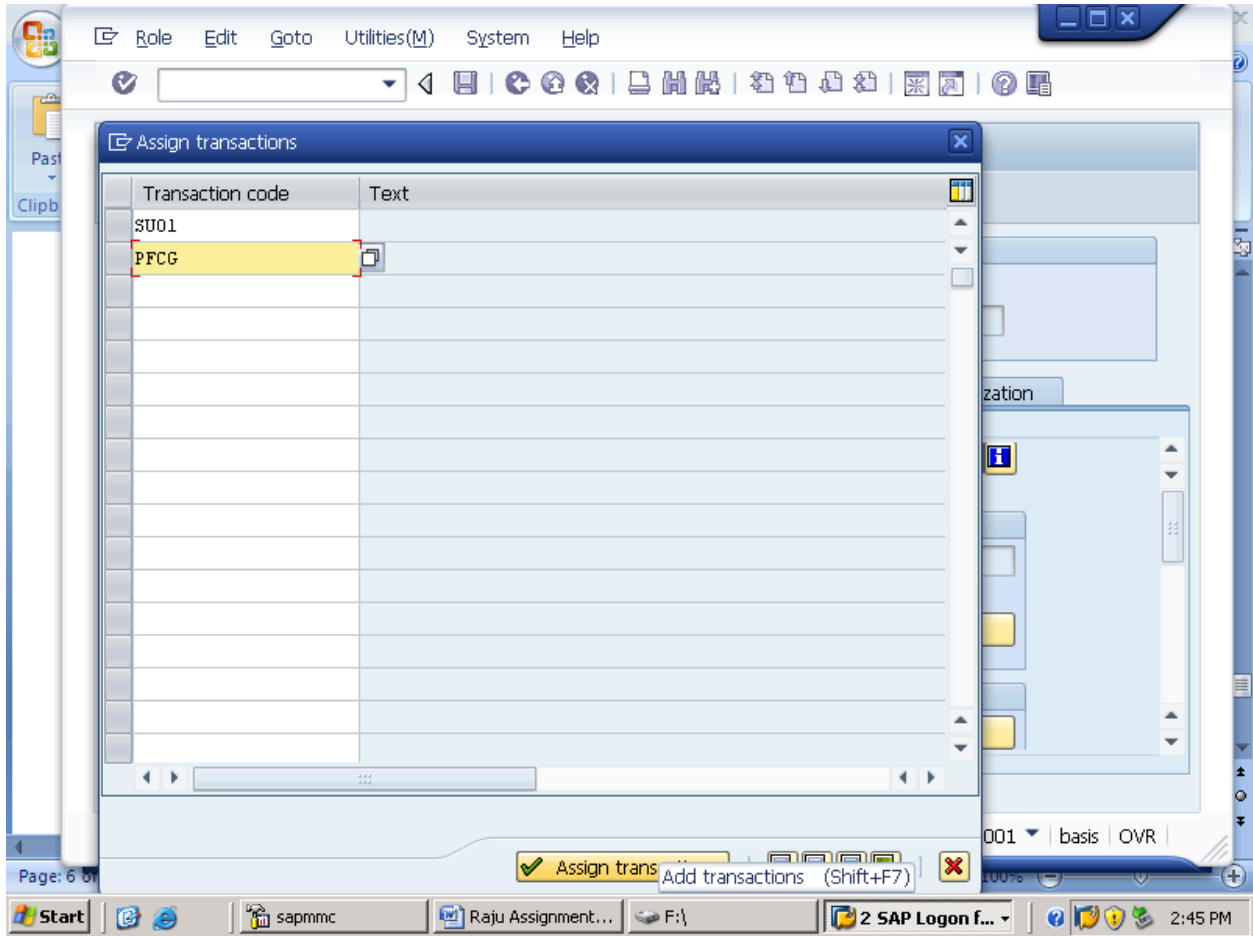 Role Edit Goto Utilities(M) System Help
Past
Clipb
Assign transactions
Transaction code Text
SU01
PFCG
zation
Assign trans
Add transactions (Shift+F7)
001 basis OVR
Page: 6 of
100%
Start sapmmc Raju Assignment... F:\ 2 SAP Logon f... 2:45 PM